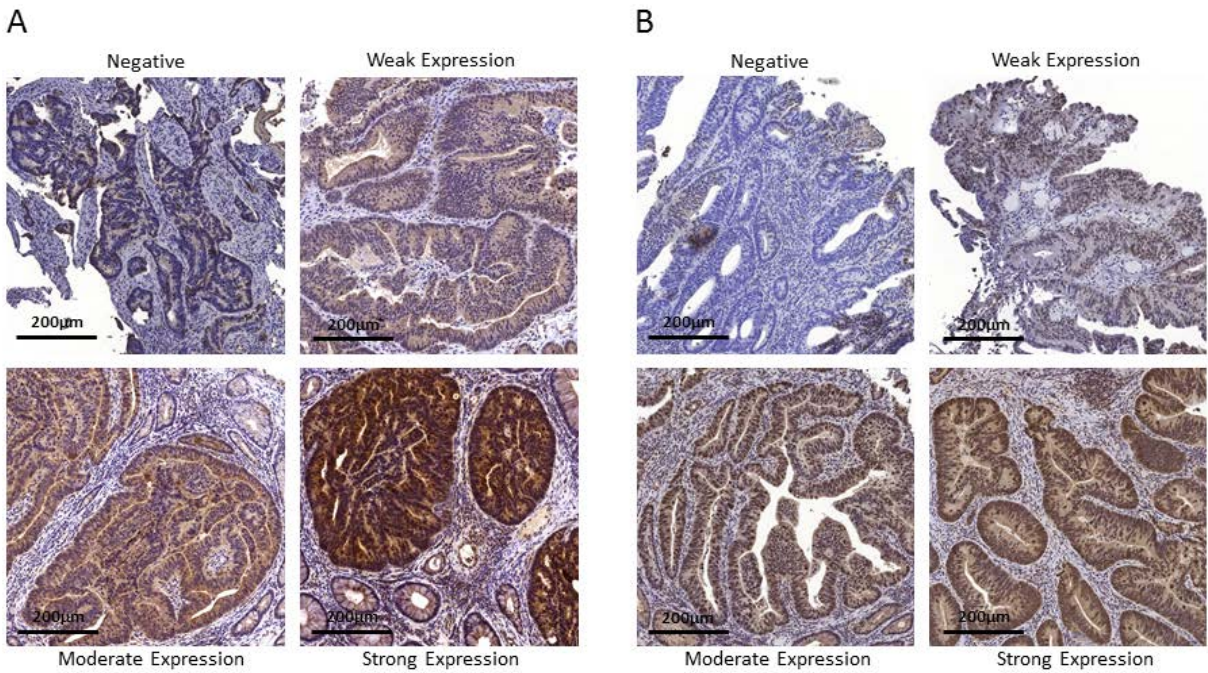 A
B
Negative
Weak Expression
Negative
Weak Expression
200µm
200µm
200µm
200µm
200µm
200µm
200µm
200µm
Moderate Expression
Strong Expression
Moderate Expression
Strong Expression